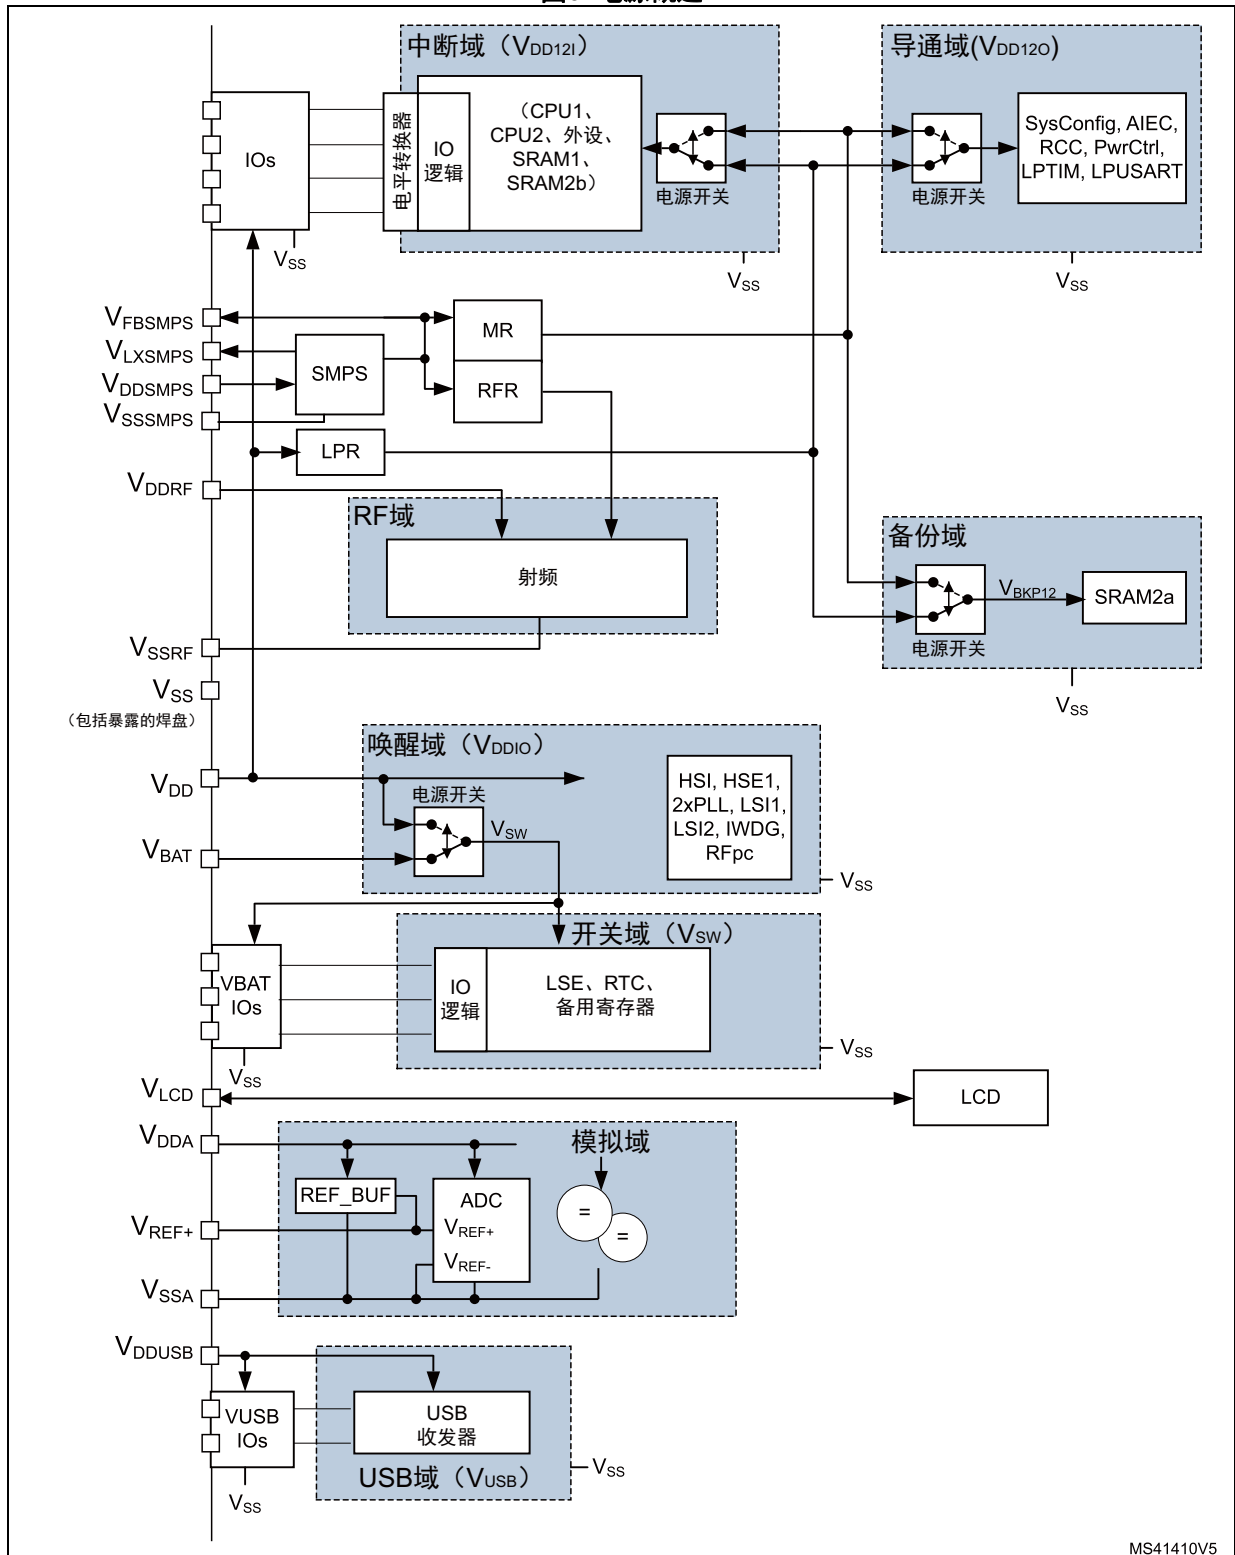 中断域（VDD12I）
导通域(VDD12O)
IOs
电平转换器
IO
逻辑
（CPU1、
CPU2、外设、
SRAM1、
SRAM2b）
电源开关
电源开关
SysConfig, AIEC,
RCC, PwrCtrl,
LPTIM, LPUSART
VSS
VSS
VSS
VFBSMPS
VLXSMPS
VDDSMPS
VSSSMPS
SMPS
MR
RFR
LPR
VDDRF
RF域
射频
备份域
电源开关
VBKP12
SRAM2a
VSS
VSSRF
VSS
（包括暴露的焊盘）
唤醒域（VDDIO）
VDD
电源开关
VSW
VBAT
HSI, HSE1,
2xPLL, LSI1,
LSI2, IWDG,
RFpc
VSS
开关域（VSW）
VBAT
IOs
IO
逻辑
LSE、RTC、
备用寄存器
VSS
VSS
VLCD
LCD
VDDA
模拟域
REF_BUF
ADC
VREF+
VREF-
=
=
VREF+
VSSA
VDDUSB
VUSB
IOs
USB
收发器
USB域（VUSB）
VSS
VSS
MS41410V5